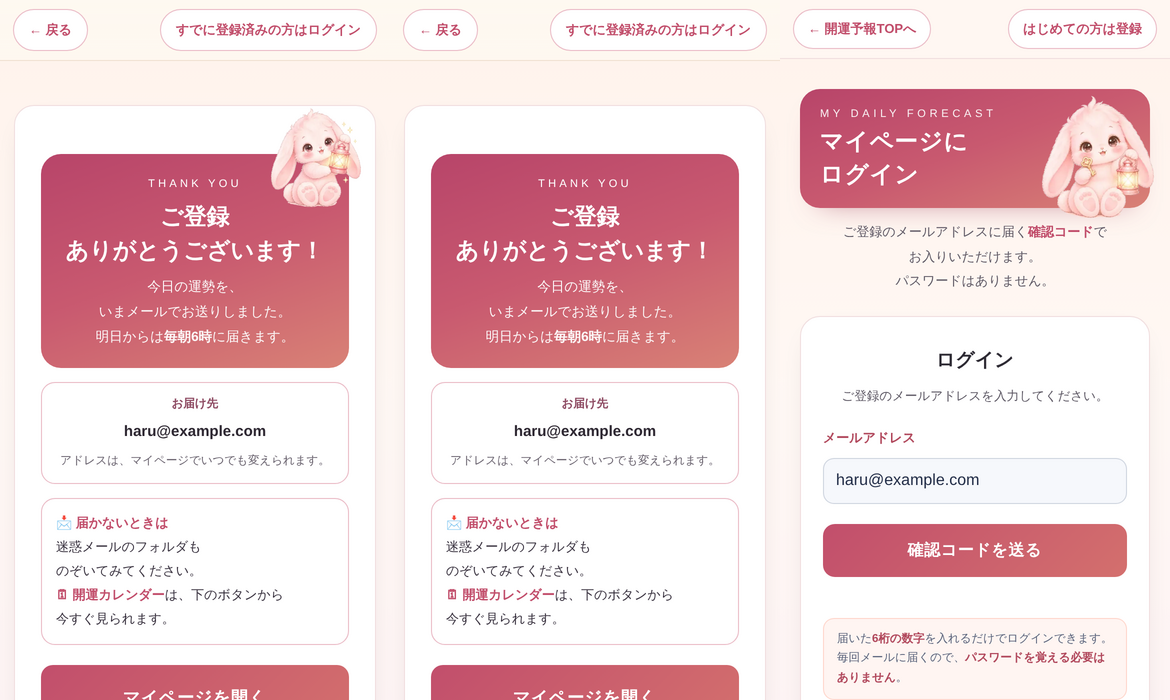 ← 戻る
すでに登録済みの方はログイン
THANK YOU
ご登録
ありがとうございます！
今日の運勢を、
いまメールでお送りしました。
明日からは毎朝6時に届きます。
お届け先
haru@example.com
アドレスは、マイページでいつでも変えられます。
📩 届かないときは
迷惑メールのフォルダも
のぞいてみてください。
🗓 開運カレンダーは、下のボタンから
今すぐ見られます。
マイページを開く
← 戻る
すでに登録済みの方はログイン
THANK YOU
ご登録
ありがとうございます！
今日の運勢を、
いまメールでお送りしました。
明日からは毎朝6時に届きます。
お届け先
haru@example.com
アドレスは、マイページでいつでも変えられます。
📩 届かないときは
迷惑メールのフォルダも
のぞいてみてください。
🗓 開運カレンダーは、下のボタンから
今すぐ見られます。
マイページを開く
← 開運予報TOPへ
はじめての方は登録
MY DAILY FORECAST
マイページに
ログイン
ご登録のメールアドレスに届く確認コードで
お入りいただけます。
パスワードはありません。
ログイン
ご登録のメールアドレスを入力してください。
メールアドレス
haru@example.com
確認コードを送る
届いた6桁の数字を入れるだけでログインできます。
毎回メールに届くので、パスワードを覚える必要は
ありません。